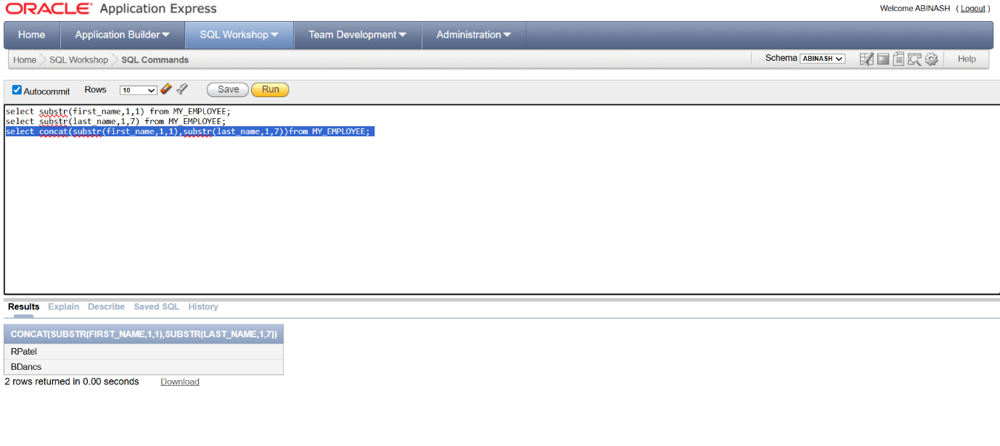 ORACLE Application Express
Welcome ABINASH ( Logout )
Home Application Builder SQL Workshop Team Development Administration
Home SQL Workshop SQL Commands Schema ABINASH Help
Autocommit Rows 10 Save Run
select substr(first_name,1,1) from MY_EMPLOYEE;
select substr(last_name,1,7) from MY_EMPLOYEE;
select concat(substr(first_name,1,1),substr(last_name,1,7))from MY_EMPLOYEE;
Results Explain Describe Saved SQL History
CONCAT(SUBSTR(FIRST_NAME,1,1),SUBSTR(LAST_NAME,1,7))
RPatel
BDancs
2 rows returned in 0.00 seconds Download